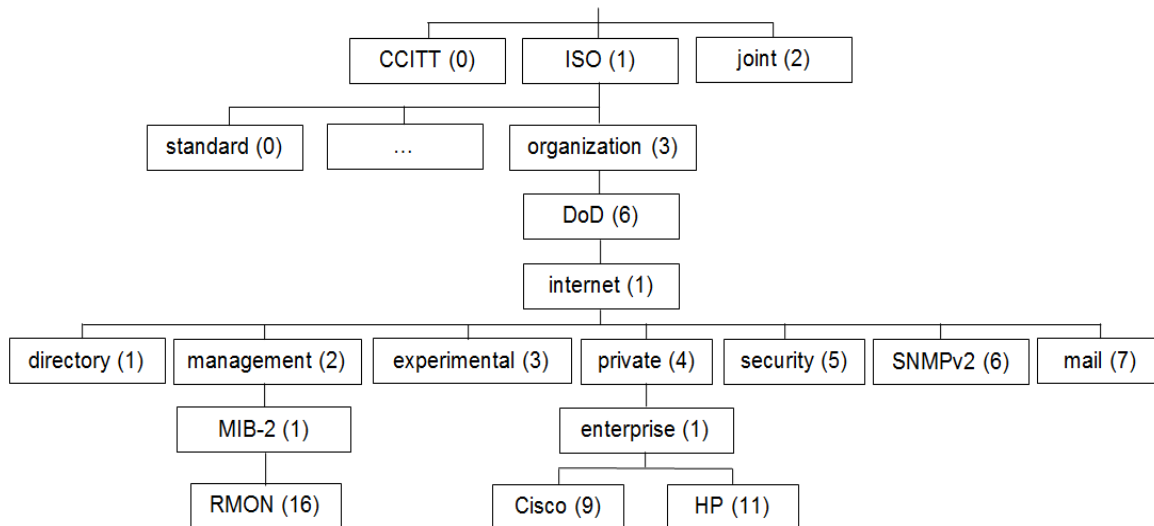 CCITT (0)
ISO (1)
joint (2)
standard (0)
...
organization (3)
DoD (6)
internet (1)
directory (1)
management (2)
experimental (3)
private (4)
security (5)
SNMPv2 (6)
mail (7)
MIB-2 (1)
enterprise (1)
RMON (16)
Cisco (9)
HP (11)